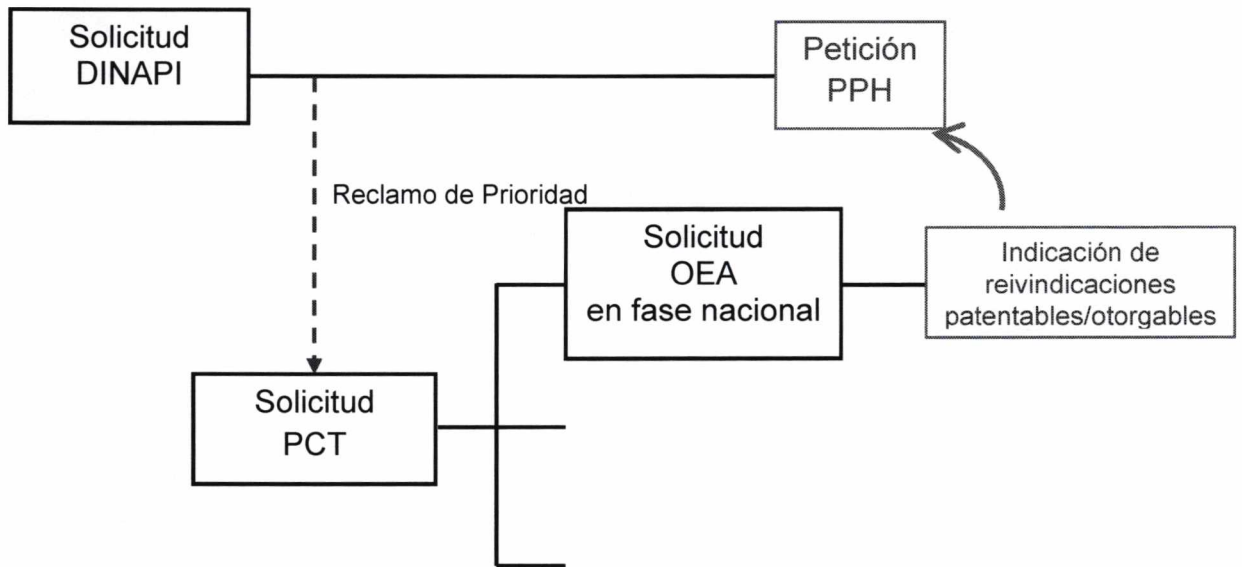 Solicitud
DINAPI
Petición
PPH
Reclamo de Prioridad
Solicitud
OEA
en fase nacional
Indicación de
reivindicaciones
patentables/otorgables
Solicitud
PCT